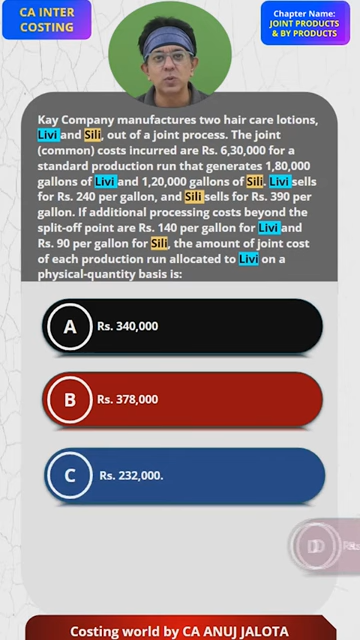 CA INTER
COSTING
Chapter Name:
JOINT PRODUCTS
& BY PRODUCTS
Kay Company manufactures two hair care lotions,
Livi and Sili, out of a joint process. The joint
(common) costs incurred are Rs. 6,30,000 for a
standard production run that generates 1,80,000
gallons of Livi and 1,20,000 gallons of Sili. Livi sells
for Rs. 240 per gallon, and Sili sells for Rs. 390 per
gallon. If additional processing costs beyond the
split-off point are Rs. 140 per gallon for Livi and
Rs. 90 per gallon for Sili, the amount of joint cost
of each production run allocated to Livi on a
physical-quantity basis is:
A Rs. 340,000
B Rs. 378,000
C Rs. 232,000.
D
Costing world by CA ANUJ JALOTA